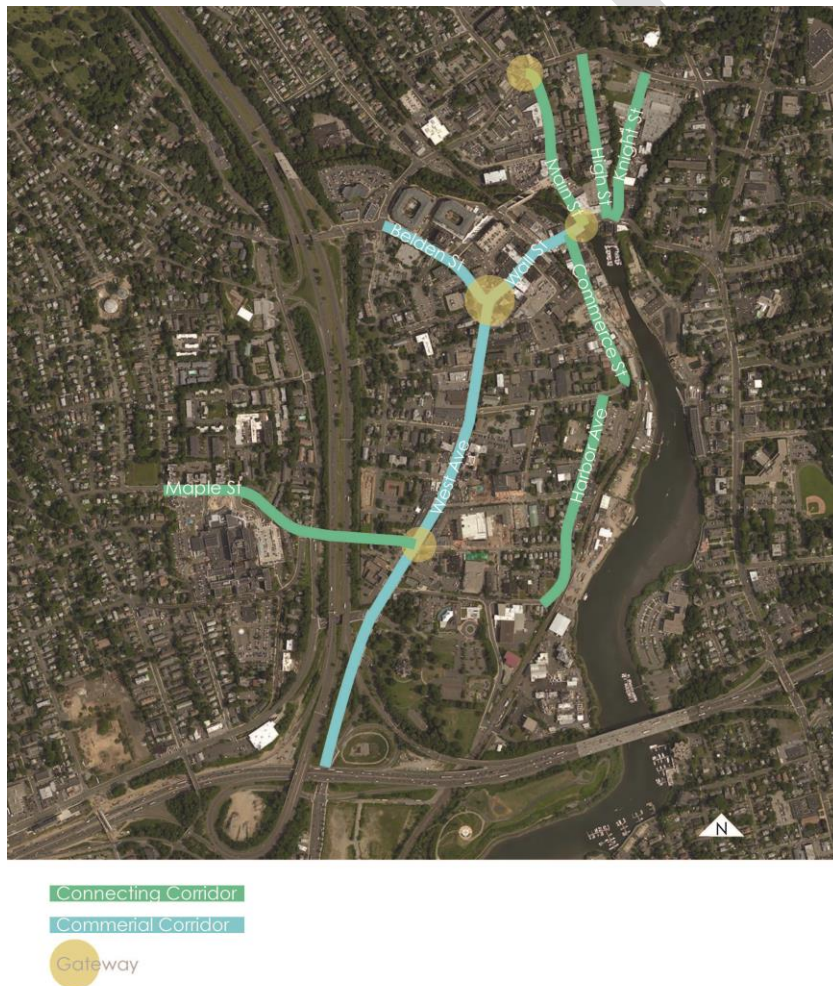 Main St
High St
Knight St
Belden St
Wall St
Commerce St
West Ave
Harbor Ave
Maple St
N
Connecting Corridor
Commerial Corridor
Gateway